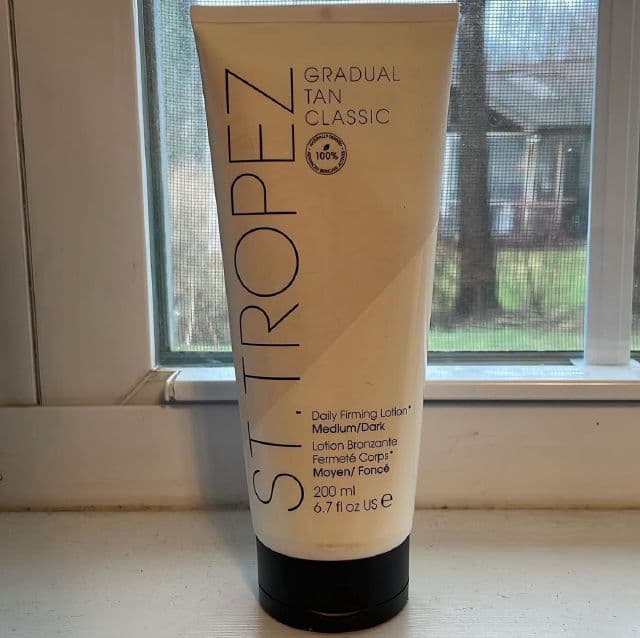 ST.TROPEZ
GRADUAL
TAN
CLASSIC
100%
Daily Firming Lotion*
Medium/Dark
Lotion Bronzante
Fermeté Corps*
Moyen/ Foncé
200 ml
6.7 fl oz US e